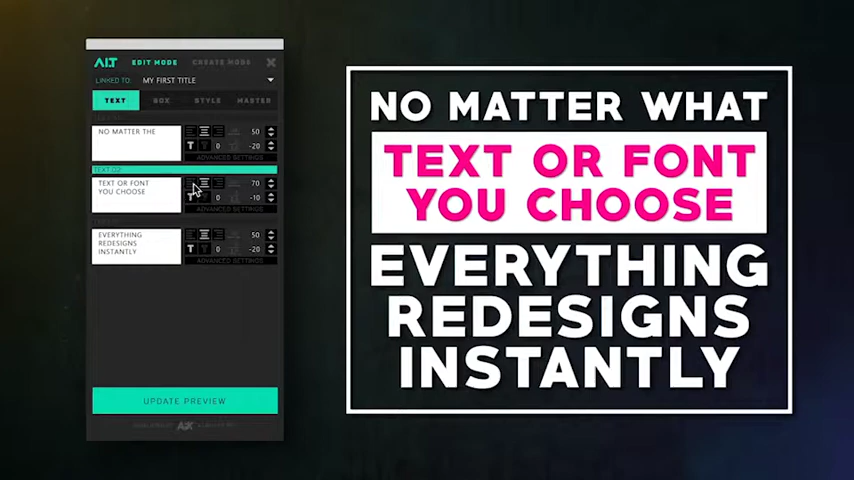 ALT EDIT MODE CREATE MODE X
LINKED TO: MY FIRST TITLE
TEXT BOX STYLE MASTER
NO MATTER THE
50
T T 0 -20
ADVANCED SETTINGS
TEXT 02
TEXT OR FONT
YOU CHOOSE
70
T T 0 -10
ADVANCED SETTINGS
EVERYTHING
REDESIGNS
INSTANTLY
50
T T 0 -20
ADVANCED SETTINGS
UPDATE PREVIEW
NO MATTER WHAT
TEXT OR FONT
YOU CHOOSE
EVERYTHING
REDESIGNS
INSTANTLY